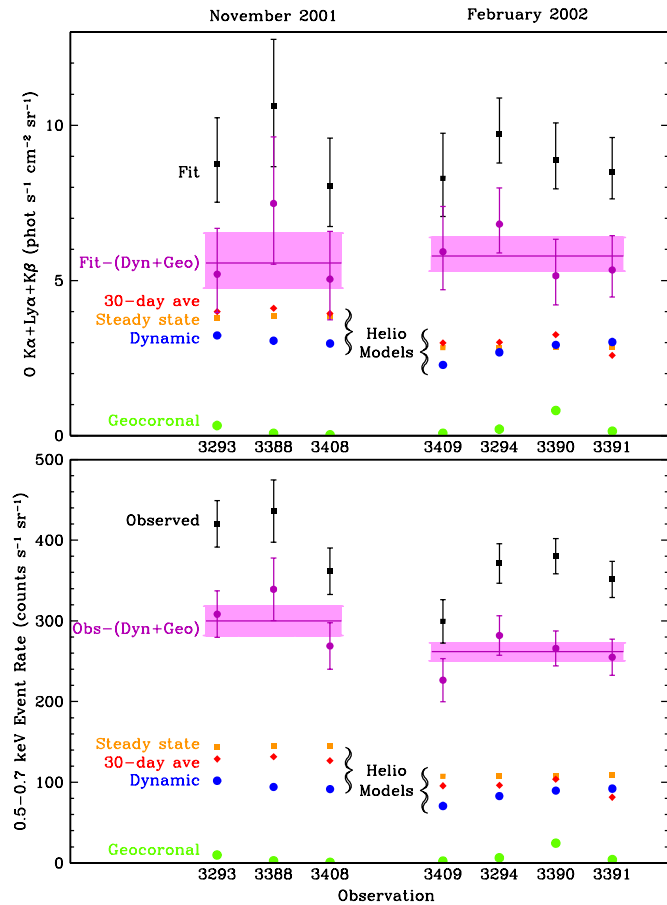 November 2001
February 2002
O Kα+Lyα+Kβ (phot s⁻¹ cm⁻² sr⁻¹)
10
5
0
Fit
Fit-(Dyn+Geo)
30-day ave
Steady state
Dynamic
Helio
Models
Geocoronal
3293 3388 3408 3409 3294 3390 3391
0.5-0.7 keV Event Rate (counts s⁻¹ sr⁻¹)
500
400
300
200
100
0
Observed
Obs-(Dyn+Geo)
Steady state
30-day ave
Dynamic
Helio
Models
Geocoronal
3293 3388 3408 3409 3294 3390 3391
Observation